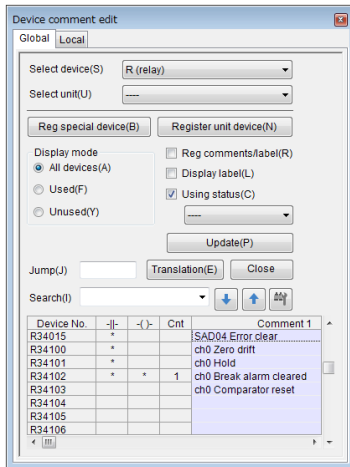 Device comment edit
Global Local
Select device(S) R (relay)
Select unit(U) ----
Reg special device(B) Register unit device(N)
Display mode
All devices(A)
Used(F)
Unused(Y)
Reg comments/label(R)
Display label(L)
Using status(C)
----
Update(P)
Jump(J) Translation(E) Close
Search(I)
Device No. -||- -( )- Cnt Comment 1
R34015 * SAD04 Error clear
R34100 * ch0 Zero drift
R34101 * ch0 Hold
R34102 * * 1 ch0 Break alarm cleared
R34103 ch0 Comparator reset
R34104
R34105
R34106